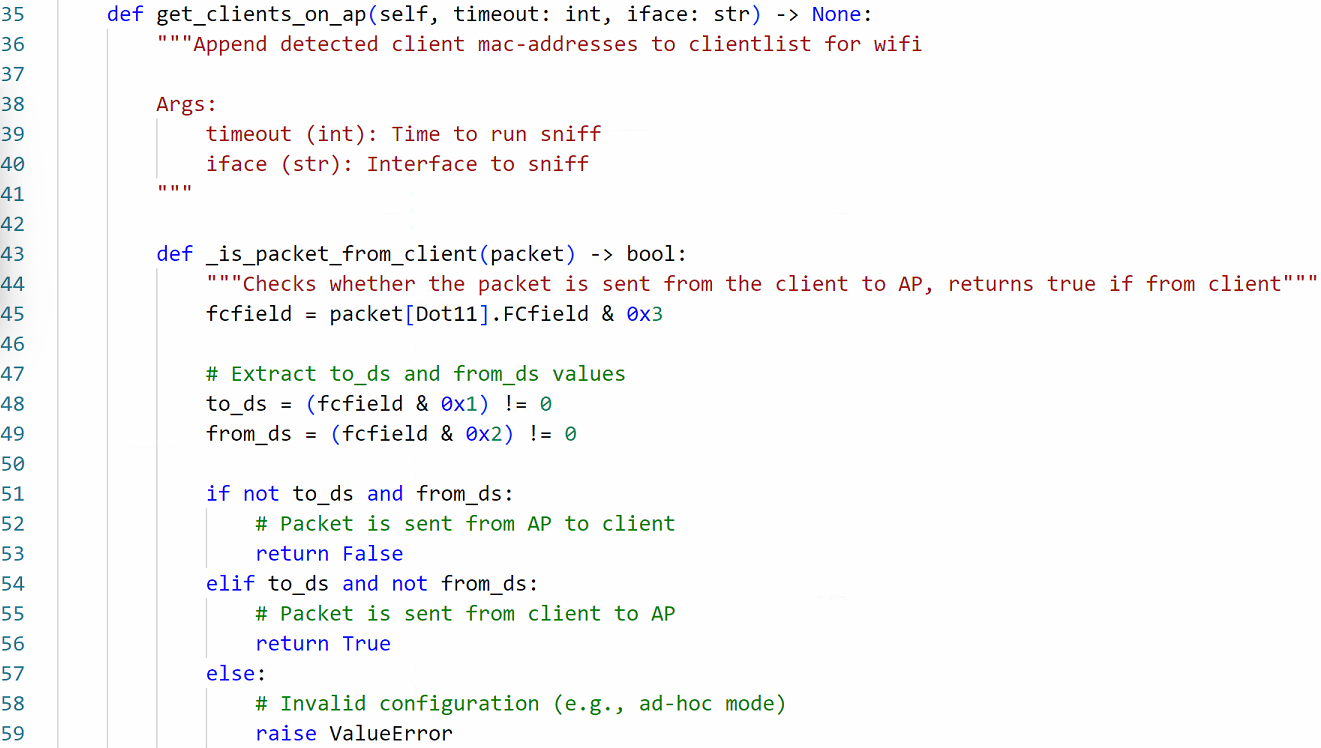 35 def get_clients_on_ap(self, timeout: int, iface: str) -> None:
36 """Append detected client mac-addresses to clientlist for wifi
37
38 Args:
39 timeout (int): Time to run sniff
40 iface (str): Interface to sniff
41 """
42
43 def _is_packet_from_client(packet) -> bool:
44 """Checks whether the packet is sent from the client to AP, returns true if from client"""
45 fcfield = packet[Dot11].FCfield & 0x3
46
47 # Extract to_ds and from_ds values
48 to_ds = (fcfield & 0x1) != 0
49 from_ds = (fcfield & 0x2) != 0
50
51 if not to_ds and from_ds:
52 # Packet is sent from AP to client
53 return False
54 elif to_ds and not from_ds:
55 # Packet is sent from client to AP
56 return True
57 else:
58 # Invalid configuration (e.g., ad-hoc mode)
59 raise ValueError